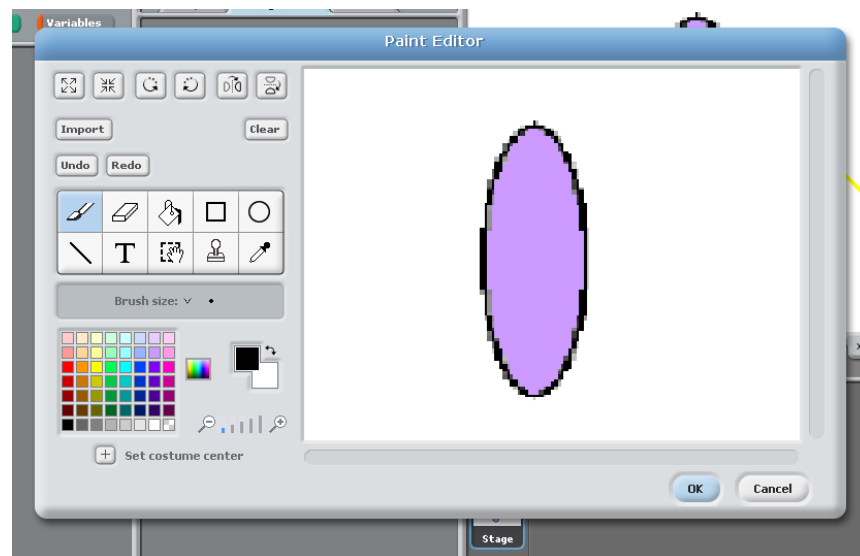 Variables
Paint Editor
Import
Clear
Undo
Redo
T
Brush size:
Set costume center
OK
Cancel
Stage